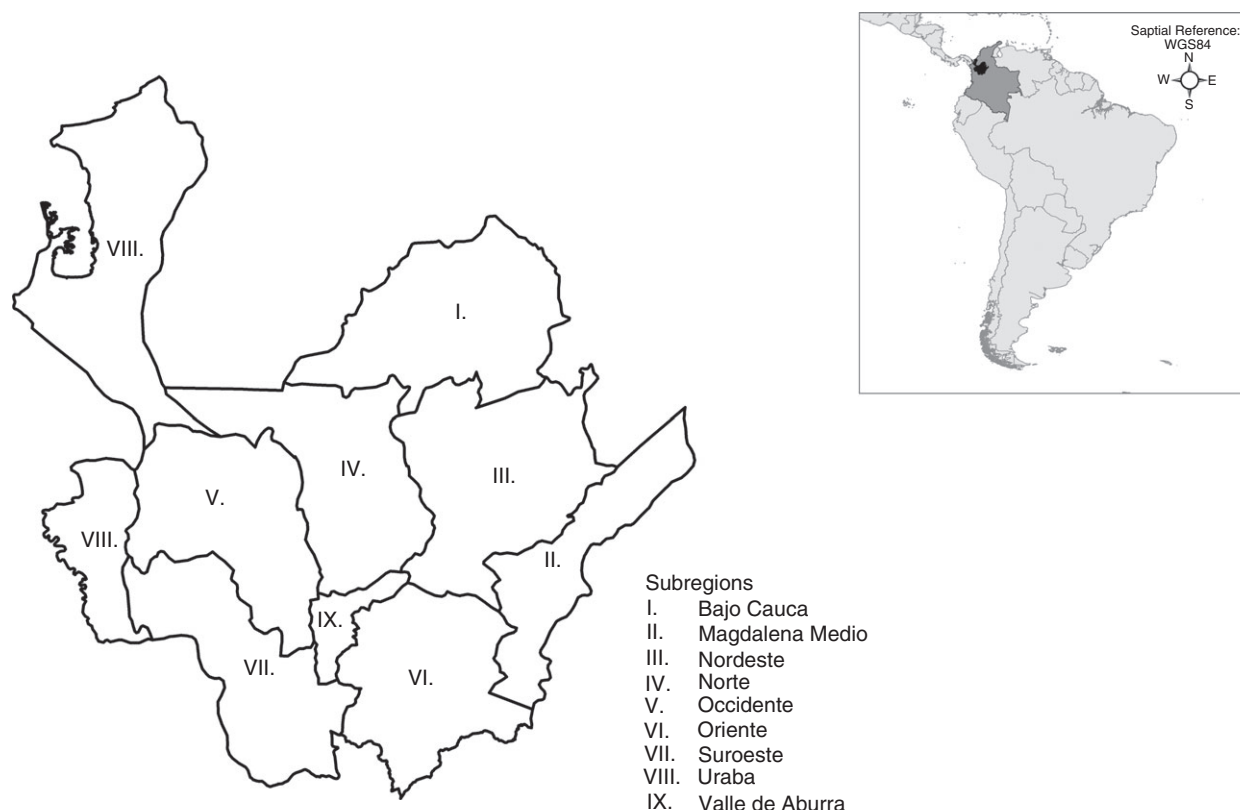 Saptial Reference:
WGS84
N
W E
S
VIII.
I.
IV.
III.
V.
VIII.
II.
IX.
VII.
VI.
Subregions
I. Bajo Cauca
II. Magdalena Medio
III. Nordeste
IV. Norte
V. Occidente
VI. Oriente
VII. Suroeste
VIII. Uraba
IX. Valle de Aburra